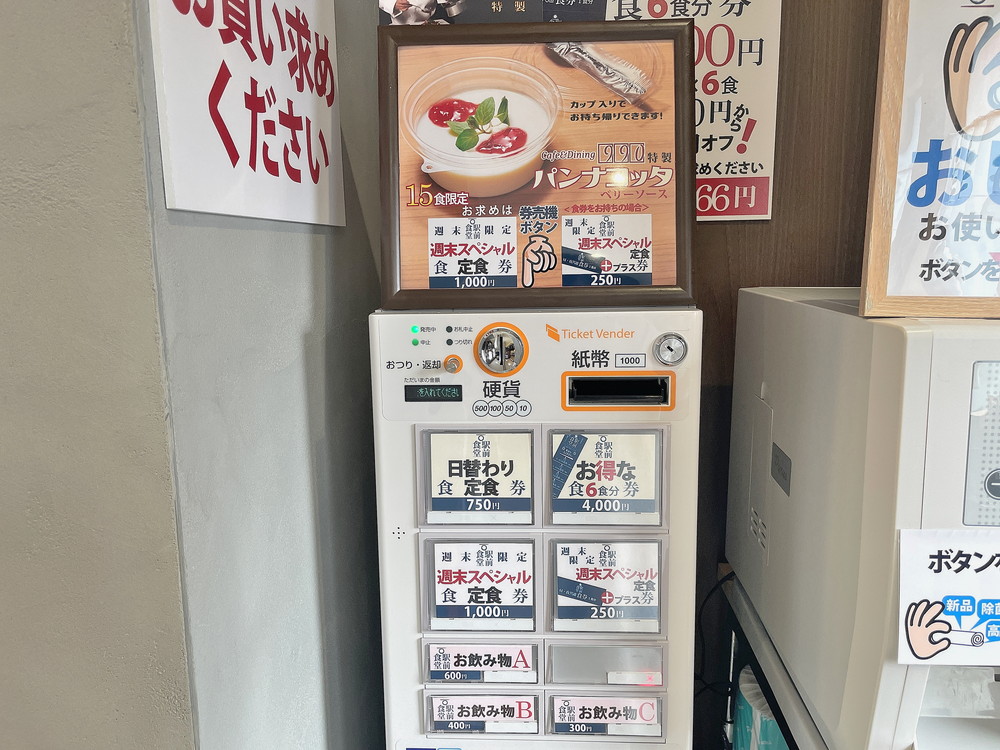 お買い求め
ください
特製
食6食分券
00円
6食
0円から
オフ!
求めください
66円
カップ入りで
お持ち帰りできます!
Café&Dining 990 特製
パンナコッタ
ベリーソース
15食限定
お求めは
券売機
ボタン
<食券をお持ちの場合>
週末 駅前食堂 限定
週末スペシャル
食 定食 券
1,000円
週末限定 駅前食堂
週末スペシャル
定食
+プラス券
250円
お
お使い
ボタンを
発売中
お札中止
中止
つり切れ
おつり・返却
ただいまの金額
を入れてください
硬貨
500 100 50 10
Ticket Vender
紙幣 1000
駅前食堂
日替わり
食 定食 券
750円
駅前食堂
お得な
食6食分券
4,000円
週末 駅前食堂 限定
週末スペシャル
食 定食 券
1,000円
週末限定 駅前食堂
週末スペシャル
定食
+プラス券
250円
駅前食堂 お飲み物A
600円
駅前食堂 お飲み物B
400円
駅前食堂 お飲み物C
300円
ボタン
新品
除菌
高